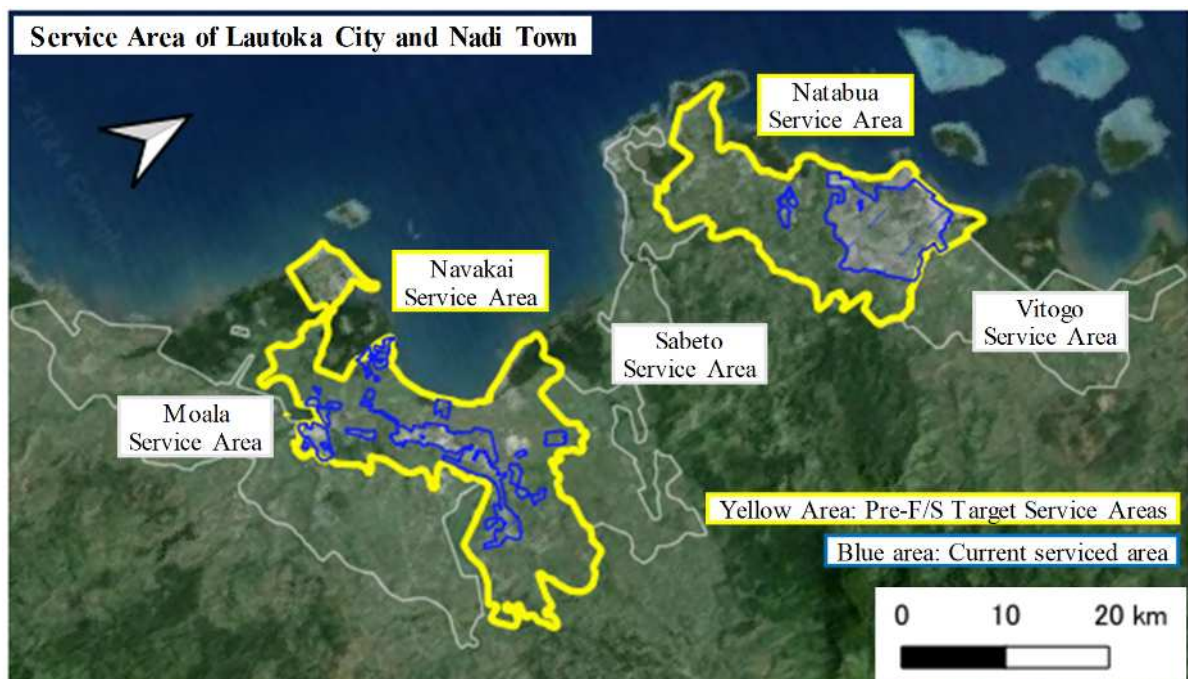 Service Area of Lautoka City and Nadi Town
Natabua
Service Area
Navakai
Service Area
Sabeto
Service Area
Vitogo
Service Area
Moala
Service Area
Yellow Area: Pre-F/S Target Service Areas
Blue area: Current serviced area
0 10 20 km